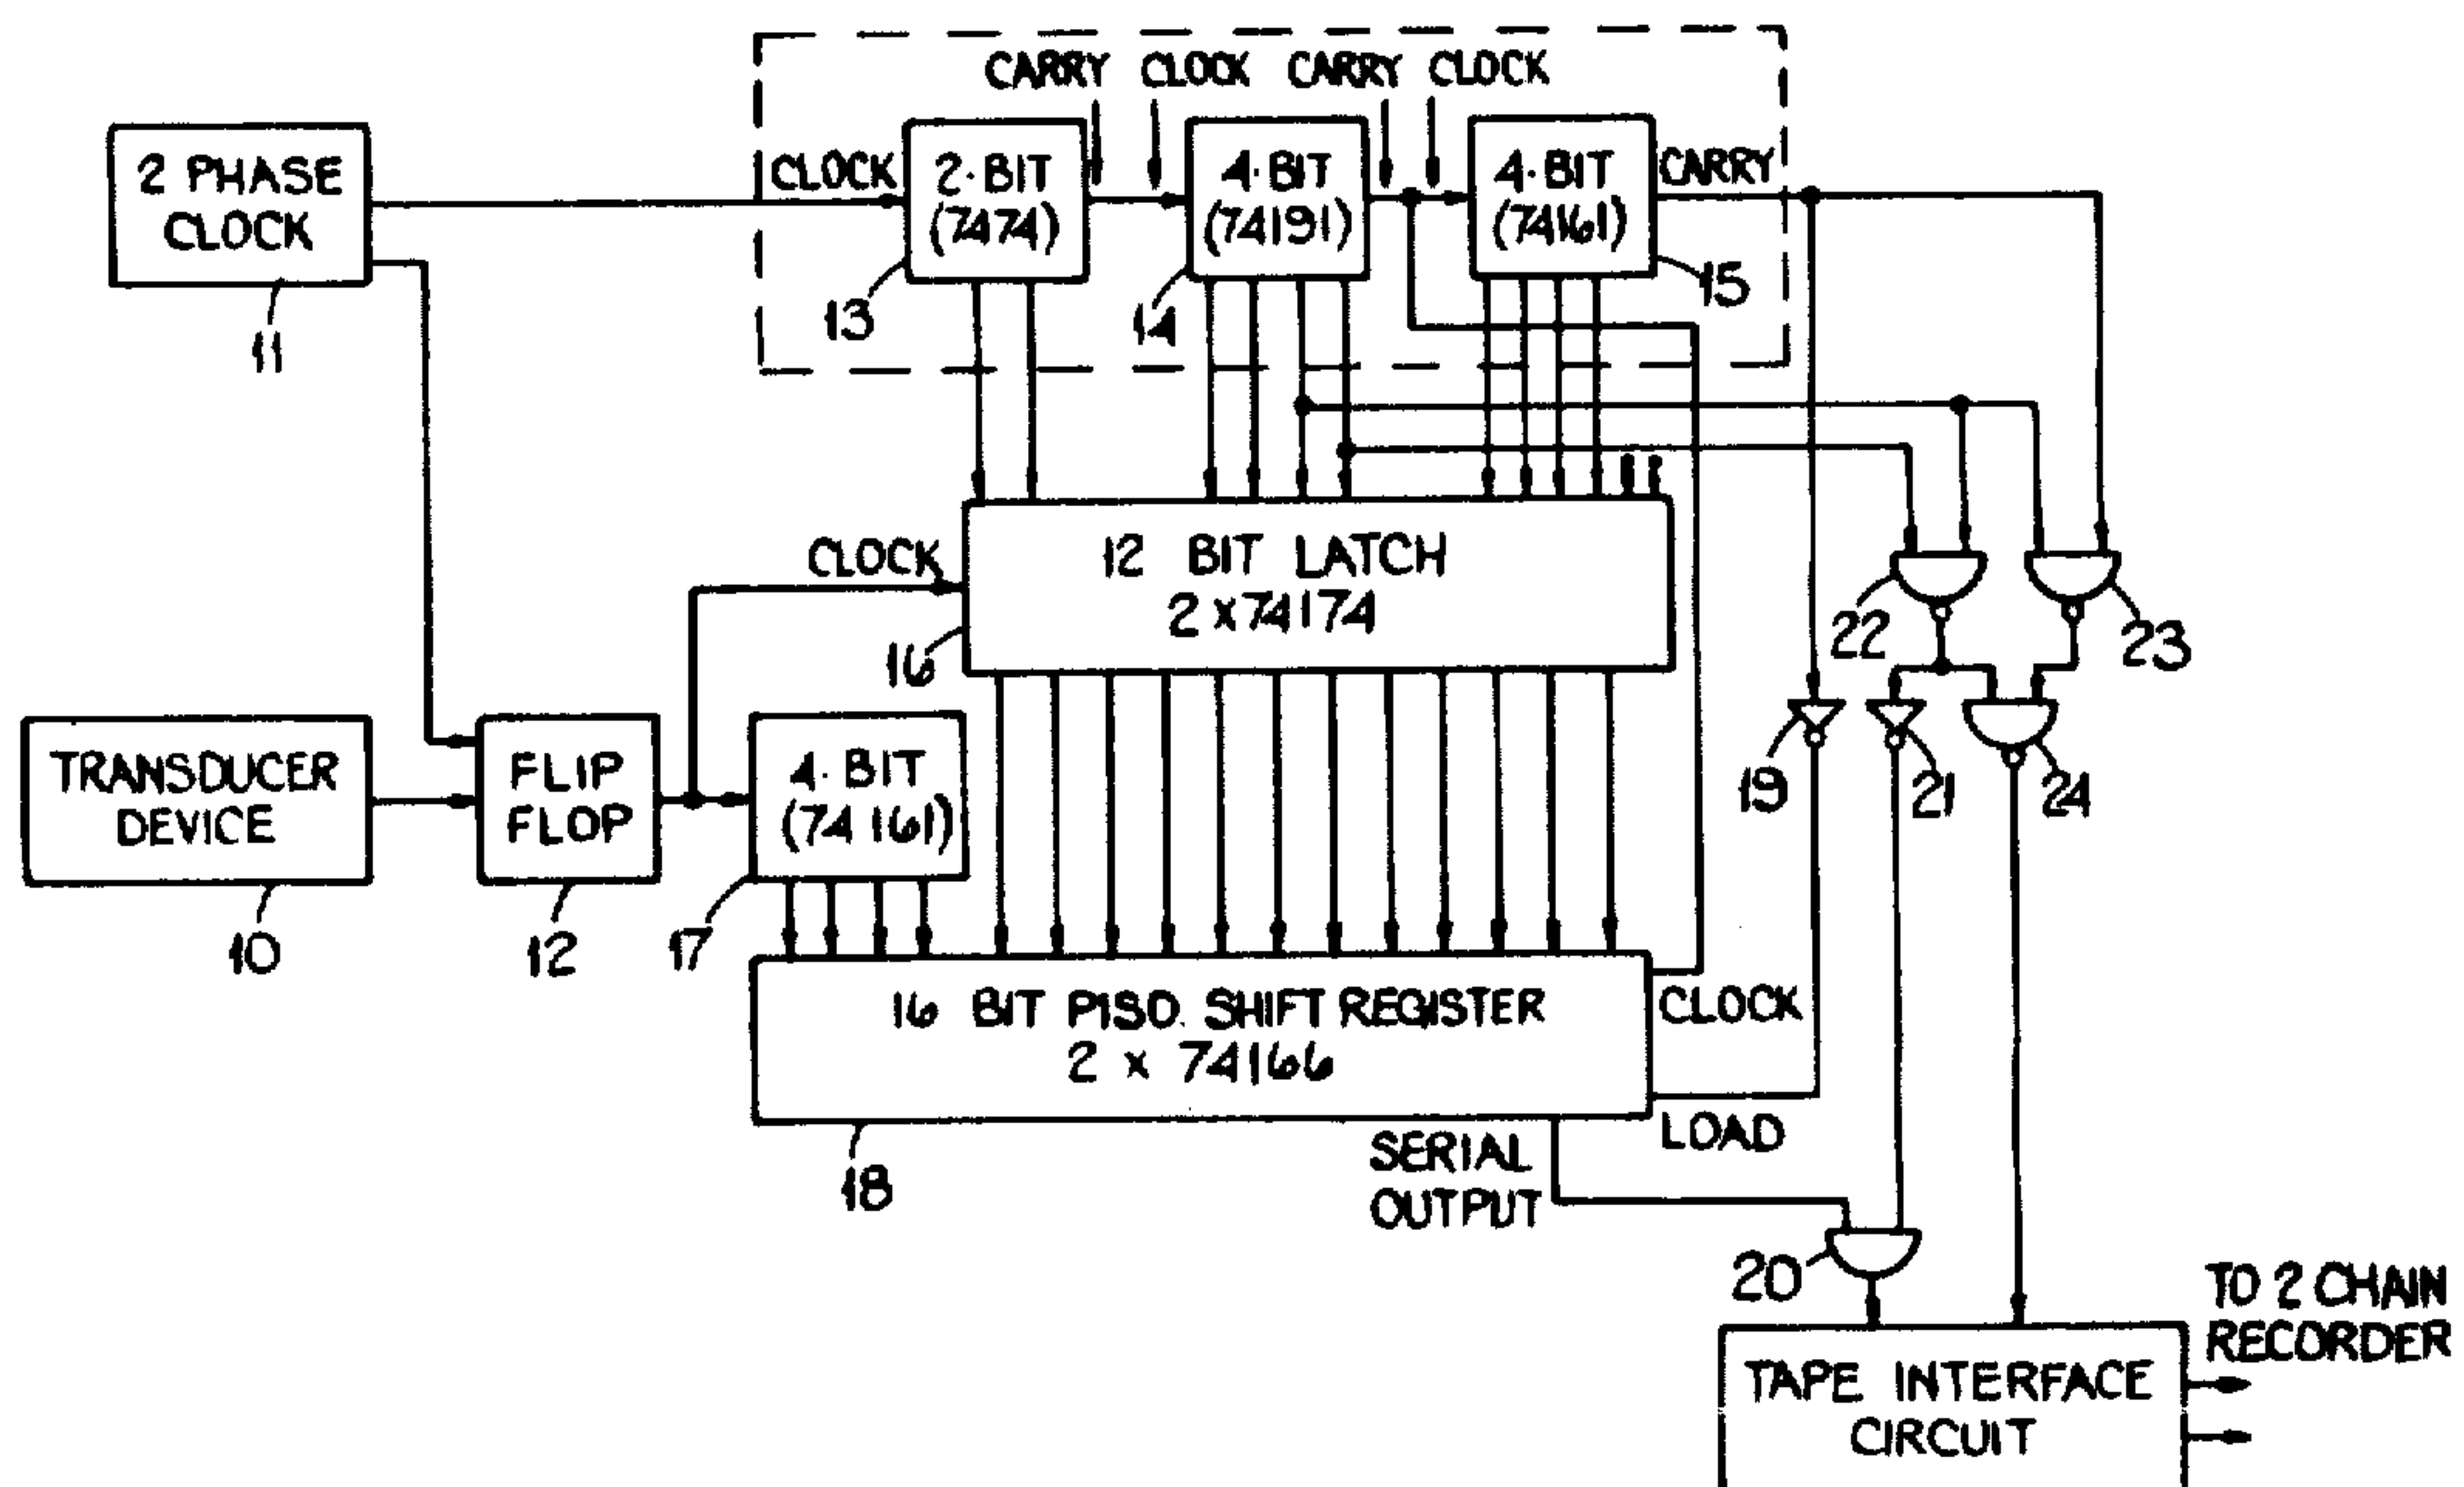 CARRY CLOCK CARRY CLOCK
2 PHASE
CLOCK
CLOCK
2·BIT
(7474)
4·BIT
(74191)
4·BIT
(74161)
CARRY
11
13
14
15
CLOCK
12 BIT LATCH
2 x 74174
16
22
23
TRANSDUCER
DEVICE
FLIP
FLOP
4·BIT
(74161)
19
21
24
10
12
17
16 BIT PISO. SHIFT REGISTER
2 x 74166
CLOCK
LOAD
18
SERIAL
OUTPUT
20
TO 2 CHAIN
RECORDER
TAPE INTERFACE
CIRCUIT